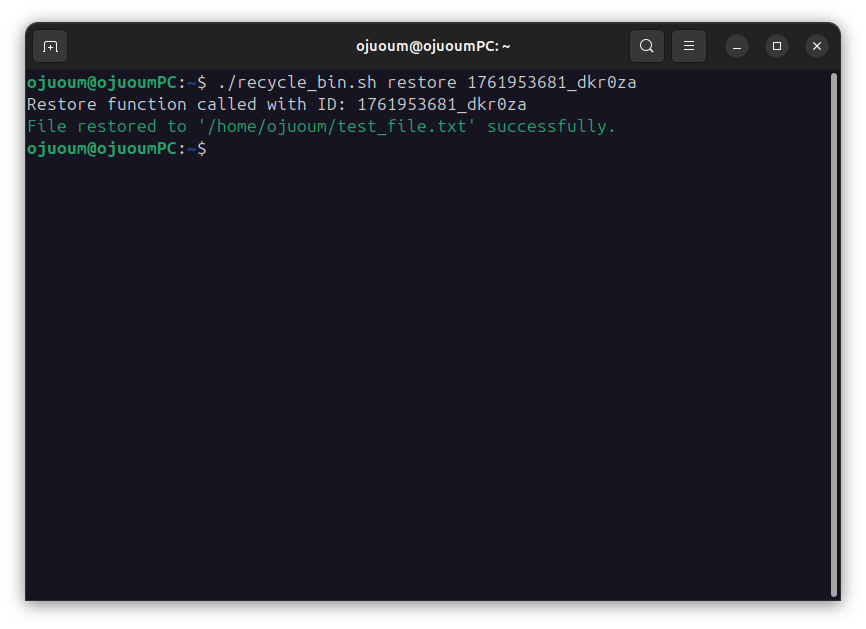 ojuoum@ojuoumPC: ~
ojuoum@ojuoumPC:~$ ./recycle_bin.sh restore 1761953681_dkr0za
Restore function called with ID: 1761953681_dkr0za
File restored to '/home/ojuoum/test_file.txt' successfully.
ojuoum@ojuoumPC:~$